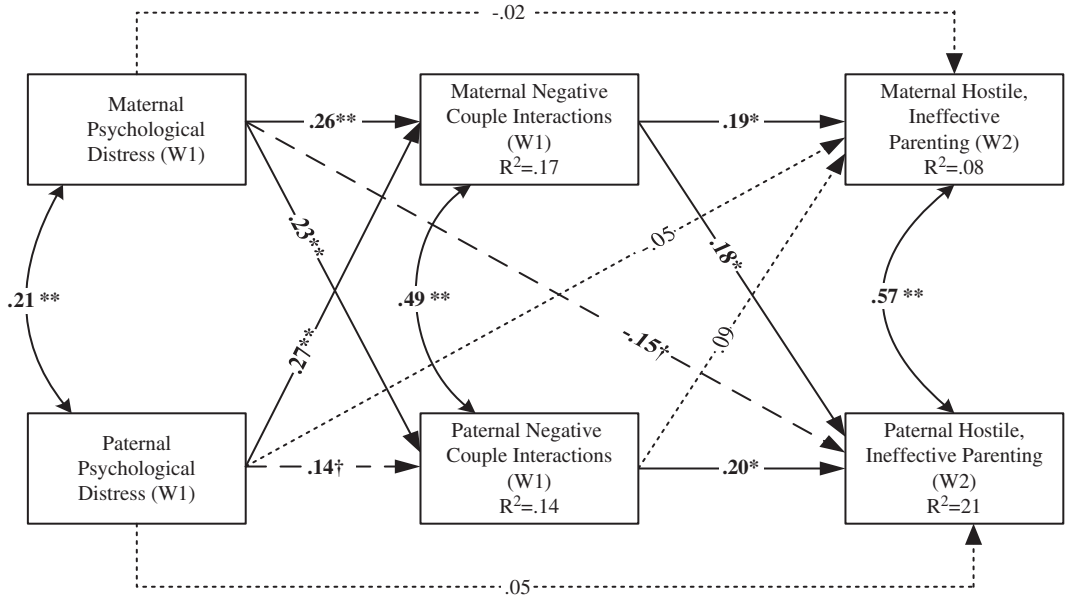 -.02
Maternal
Psychological
Distress (W1)
.26**
Maternal Negative
Couple Interactions
(W1)
R²=.17
.19*
Maternal Hostile,
Ineffective
Parenting (W2)
R²=.08
.23**
.05
.18*
.21 **
.49 **
.57 **
.27**
-.15†
.09
Paternal
Psychological
Distress (W1)
.14†
Paternal Negative
Couple Interactions
(W1)
R²=.14
.20*
Paternal Hostile,
Ineffective Parenting
(W2)
R²=21
.05